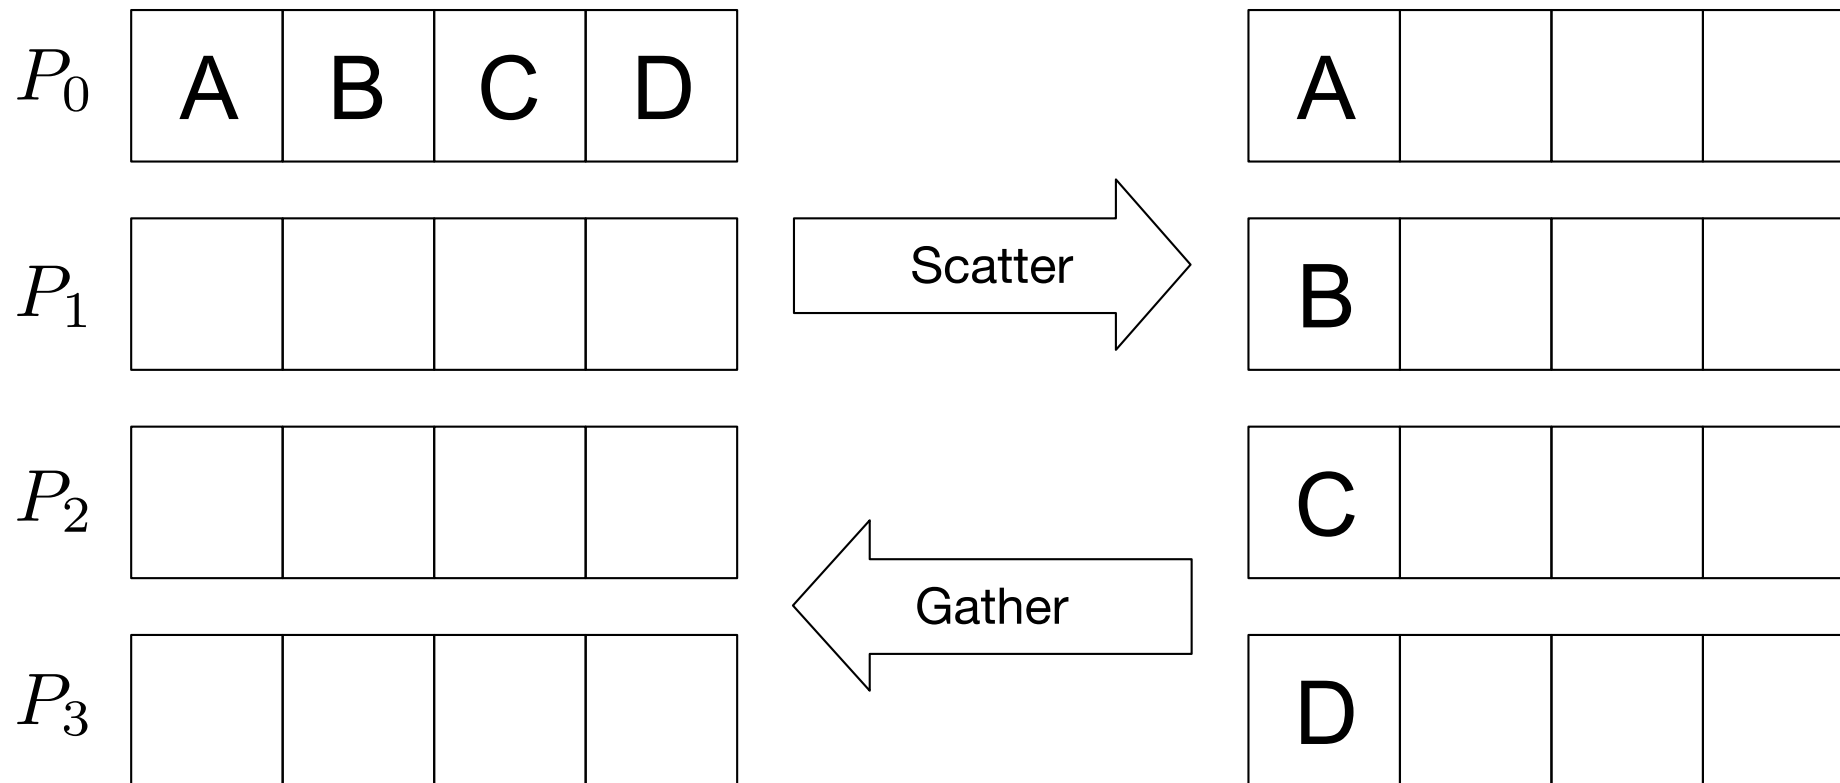 P₀ A B C D A
P₁ Scatter B
P₂ C
Gather
P₃ D